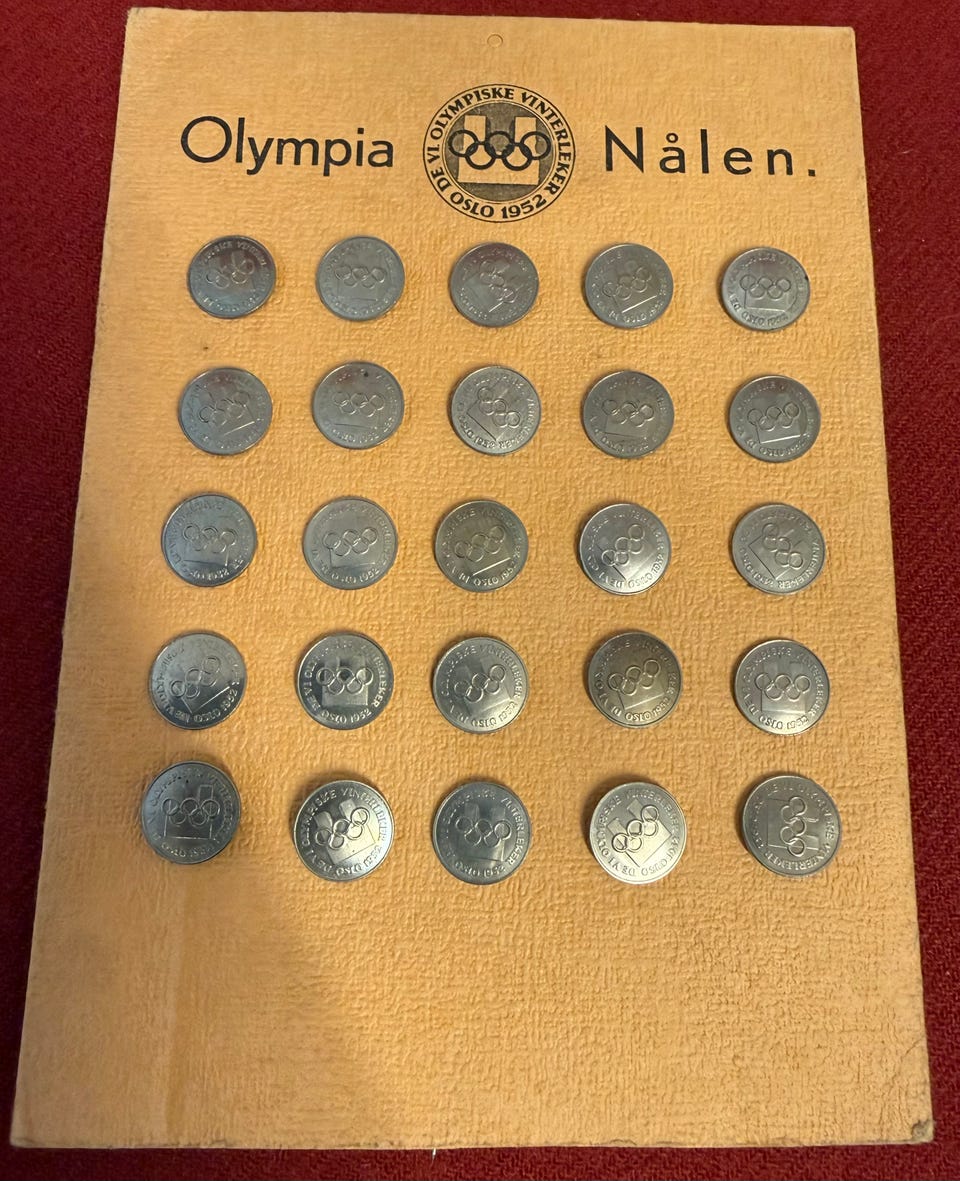 Olympia Nålen.
DE VI OLYMPISKE VINTERLEKER OSLO 1952